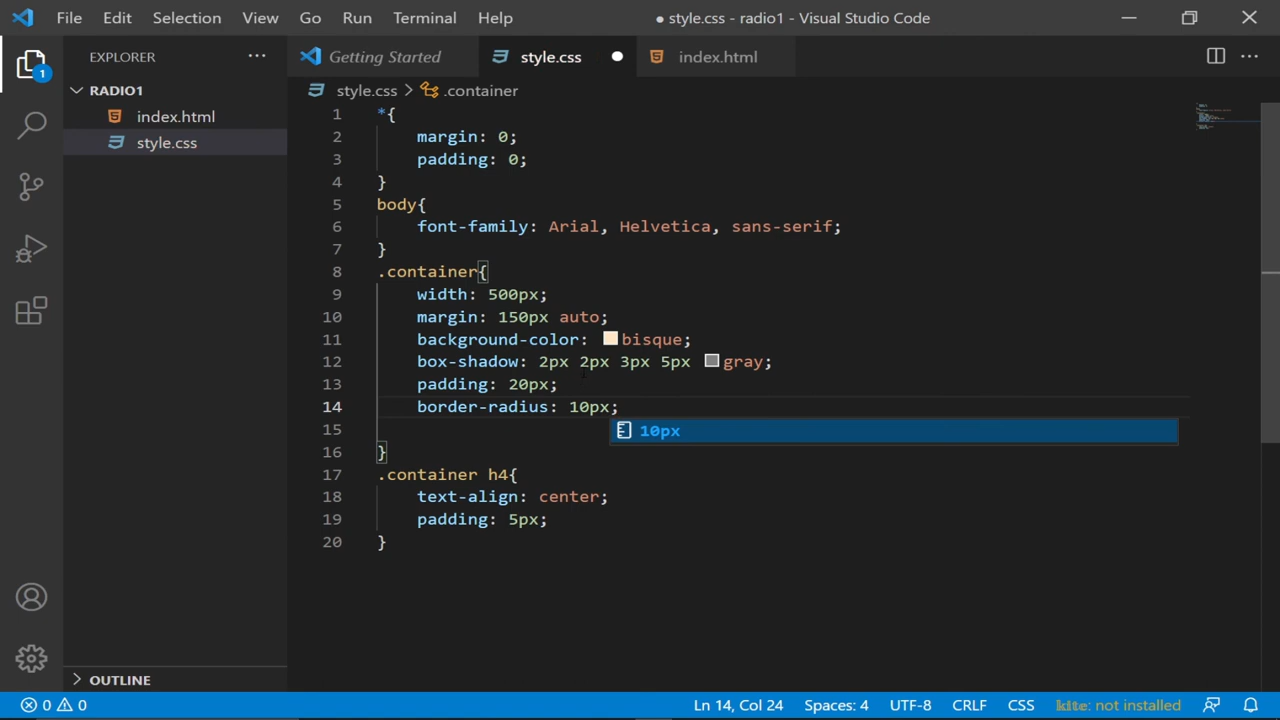 File Edit Selection View Go Run Terminal Help ● style.css - radio1 - Visual Studio Code
EXPLORER
Getting Started
style.css
index.html
RADIO1
index.html
style.css
style.css > .container
1 *{
2 margin: 0;
3 padding: 0;
4 }
5 body{
6 font-family: Arial, Helvetica, sans-serif;
7 }
8 .container{
9 width: 500px;
10 margin: 150px auto;
11 background-color: bisque;
12 box-shadow: 2px 2px 3px 5px gray;
13 padding: 20px;
14 border-radius: 10px;
10px
15
16 }
17 .container h4{
18 text-align: center;
19 padding: 5px;
20 }
1
OUTLINE
0 0 Ln 14, Col 24 Spaces: 4 UTF-8 CRLF CSS kite: not installed